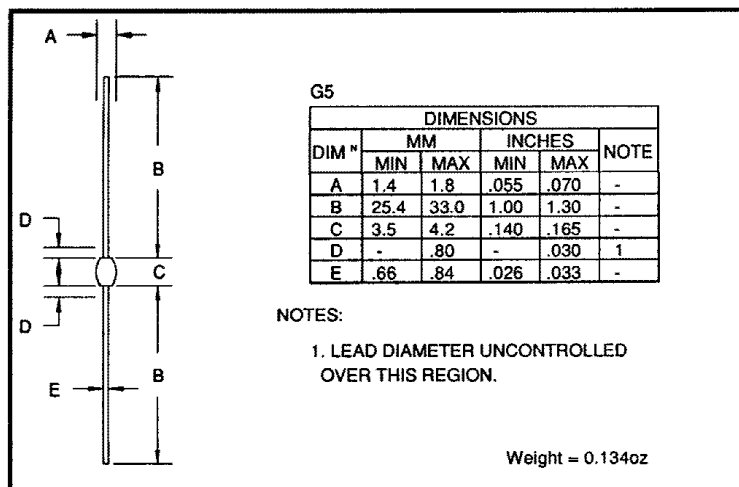 A
G5
DIMENSIONS
DIM ᴺ MM INCHES NOTE
MIN MAX MIN MAX
A 1.4 1.8 .055 .070 -
B 25.4 33.0 1.00 1.30 -
C 3.5 4.2 .140 .165 -
D - .80 - .030 1
E .66 .84 .026 .033 -
B
D
C
D
E
B
NOTES:
1. LEAD DIAMETER UNCONTROLLED
OVER THIS REGION.
Weight = 0.134oz